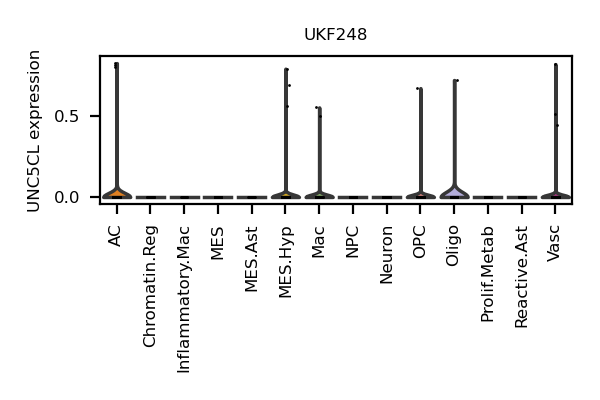 UKF248
UNC5CL expression
0.5
0.0
AC
Chromatin.Reg
Inflammatory.Mac
MES
MES.Ast
MES.Hyp
Mac
NPC
Neuron
OPC
Oligo
Prolif.Metab
Reactive.Ast
Vasc